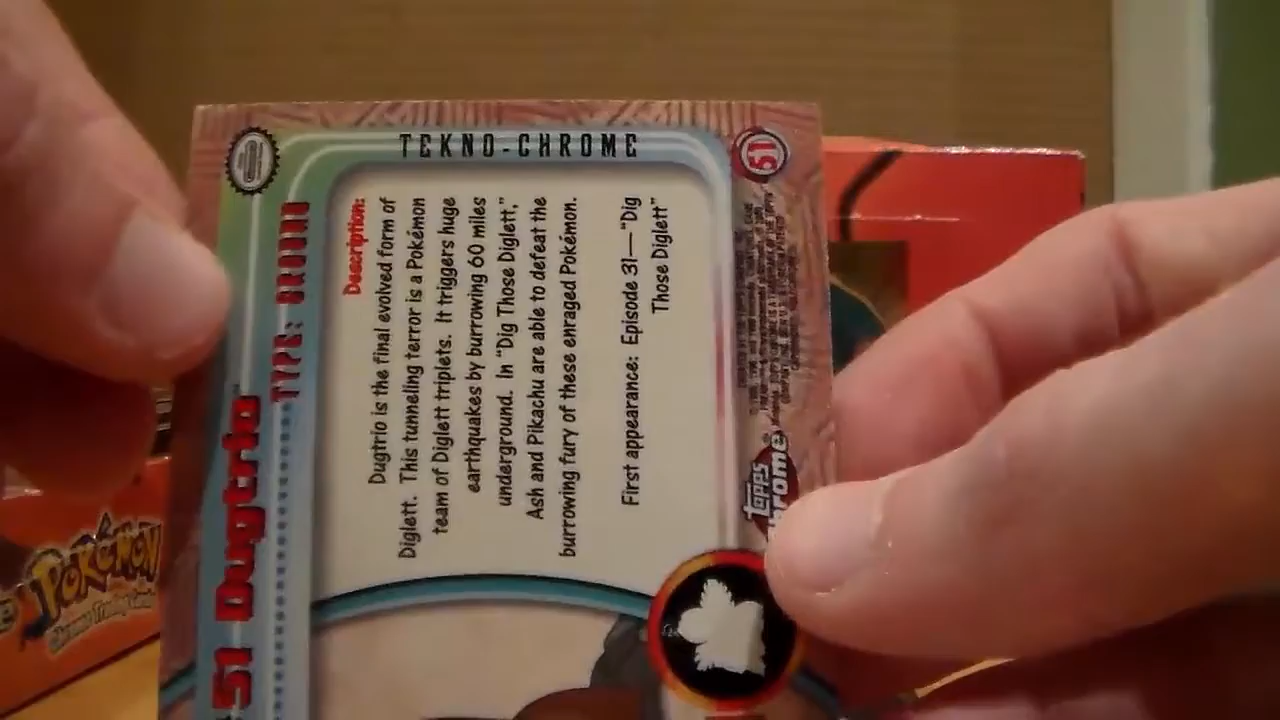 TEKNO-CHROME
51
#51 Dugtrio
TYPE: GROUND
Description:
Dugtrio is the final evolved form of
Diglett. This tunneling terror is a Pokémon
team of Diglett triplets. It triggers huge
earthquakes by burrowing 60 miles
underground. In "Dig Those Diglett,"
Ash and Pikachu are able to defeat the
burrowing fury of these enraged Pokémon.
First appearance: Episode 31—"Dig
Those Diglett"
topps
chrome
POKéMON